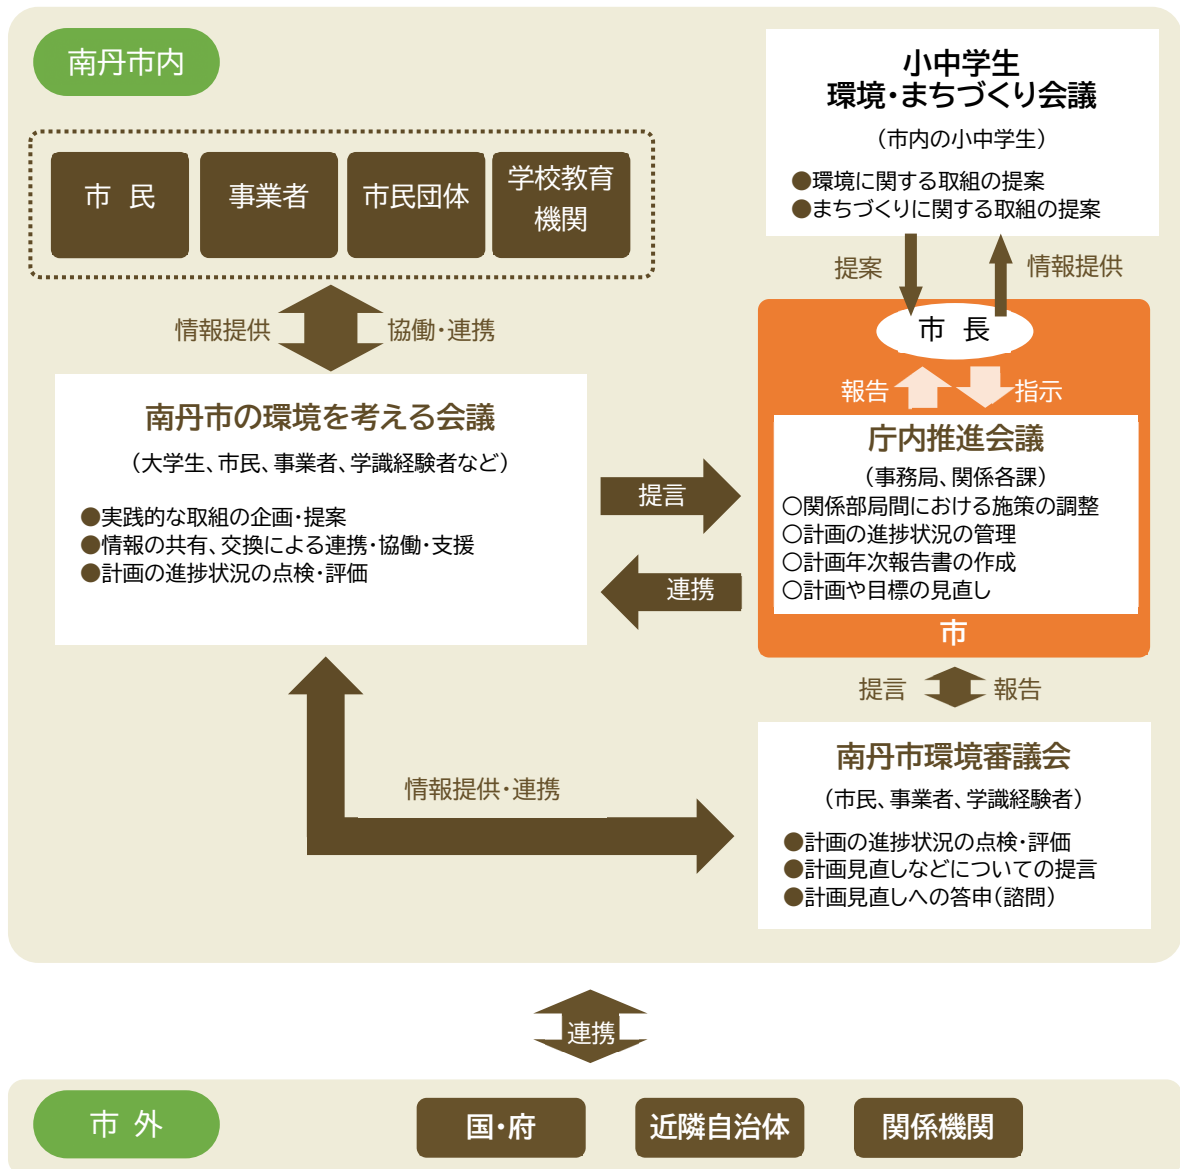 南丹市内
市 民
事業者
市民団体
学校教育
機関
情報提供
協働・連携
小中学生
環境・まちづくり会議
（市内の小中学生）
●環境に関する取組の提案
●まちづくりに関する取組の提案
提案
情報提供
市 長
報告
指示
庁内推進会議
（事務局、関係各課）
〇関係部局間における施策の調整
〇計画の進捗状況の管理
〇計画年次報告書の作成
〇計画や目標の見直し
市
南丹市の環境を考える会議
（大学生、市民、事業者、学識経験者など）
●実践的な取組の企画・提案
●情報の共有、交換による連携・協働・支援
●計画の進捗状況の点検・評価
提言
連携
提言
報告
南丹市環境審議会
（市民、事業者、学識経験者）
●計画の進捗状況の点検・評価
●計画見直しなどについての提言
●計画見直しへの答申（諮問）
情報提供・連携
連携
市 外
国・府
近隣自治体
関係機関